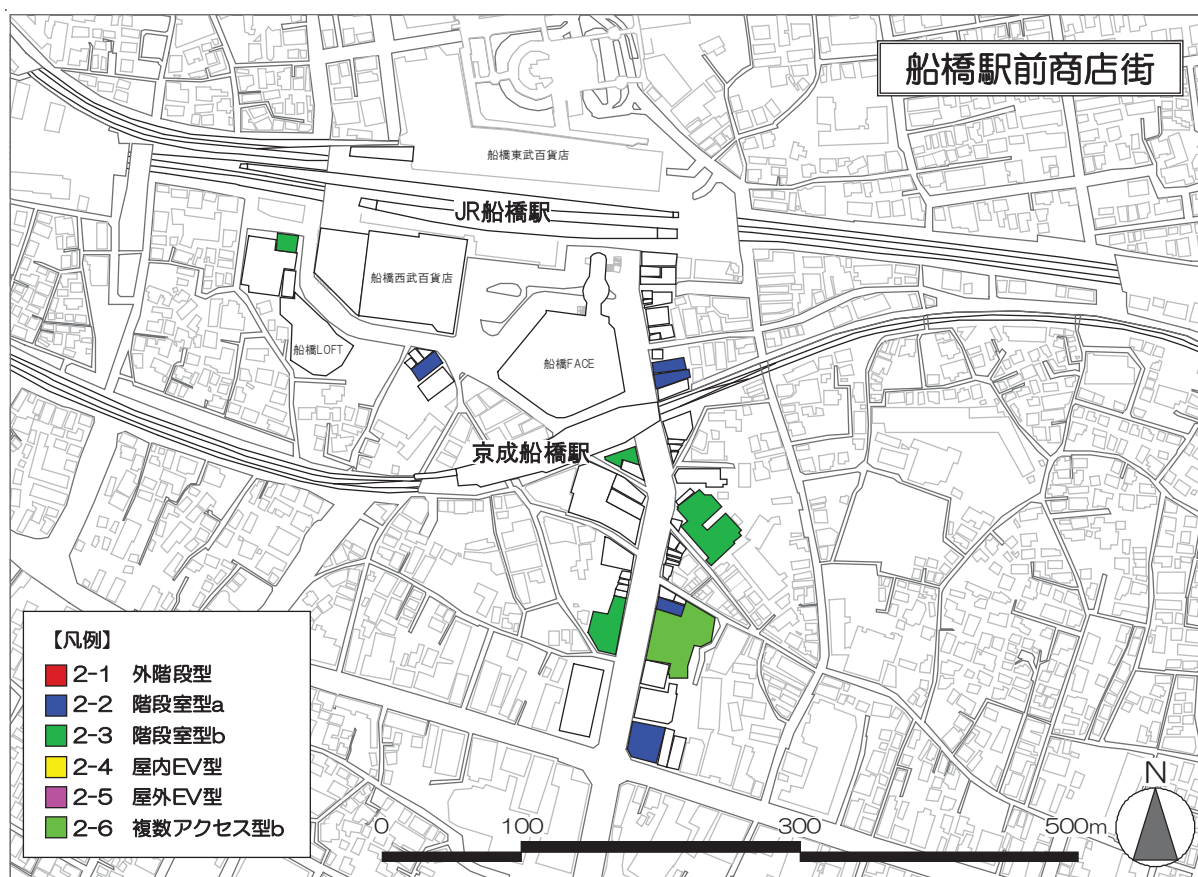 船橋駅前商店街
船橋東武百貨店
JR船橋駅
船橋西武百貨店
船橋LOFT
船橋FACE
京成船橋駅
【凡例】
2-1 外階段型
2-2 階段室型a
2-3 階段室型b
2-4 屋内EV型
2-5 屋外EV型
2-6 複数アクセス型b
N
0 100 300 500m